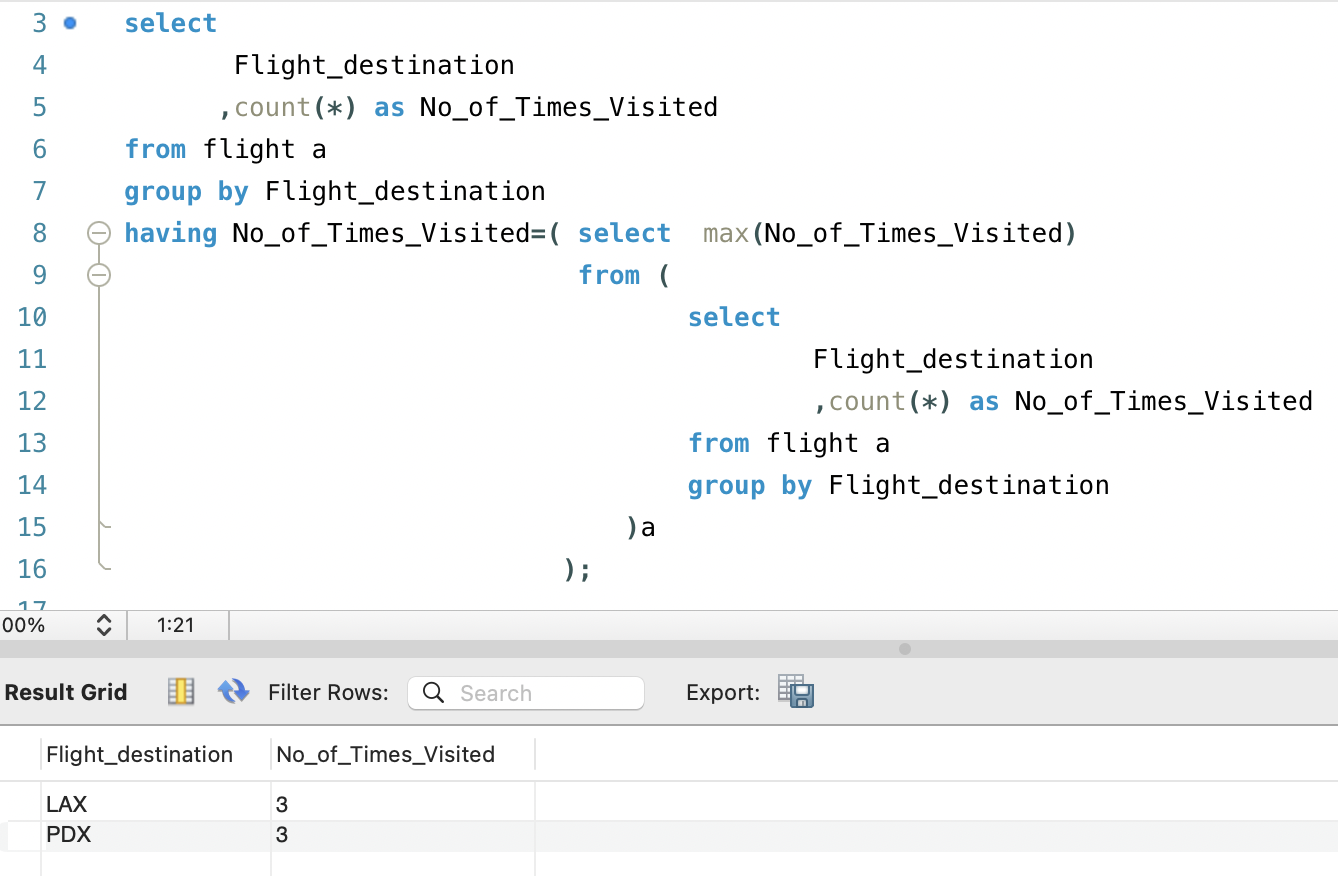 3 select
4 Flight_destination
5 ,count(*) as No_of_Times_Visited
6 from flight a
7 group by Flight_destination
8 having No_of_Times_Visited=( select max(No_of_Times_Visited)
9 from (
10 select
11 Flight_destination
12 ,count(*) as No_of_Times_Visited
13 from flight a
14 group by Flight_destination
15 )a
16 );
17
00% 1:21
Result Grid Filter Rows: Search Export:
Flight_destination No_of_Times_Visited
LAX 3
PDX 3